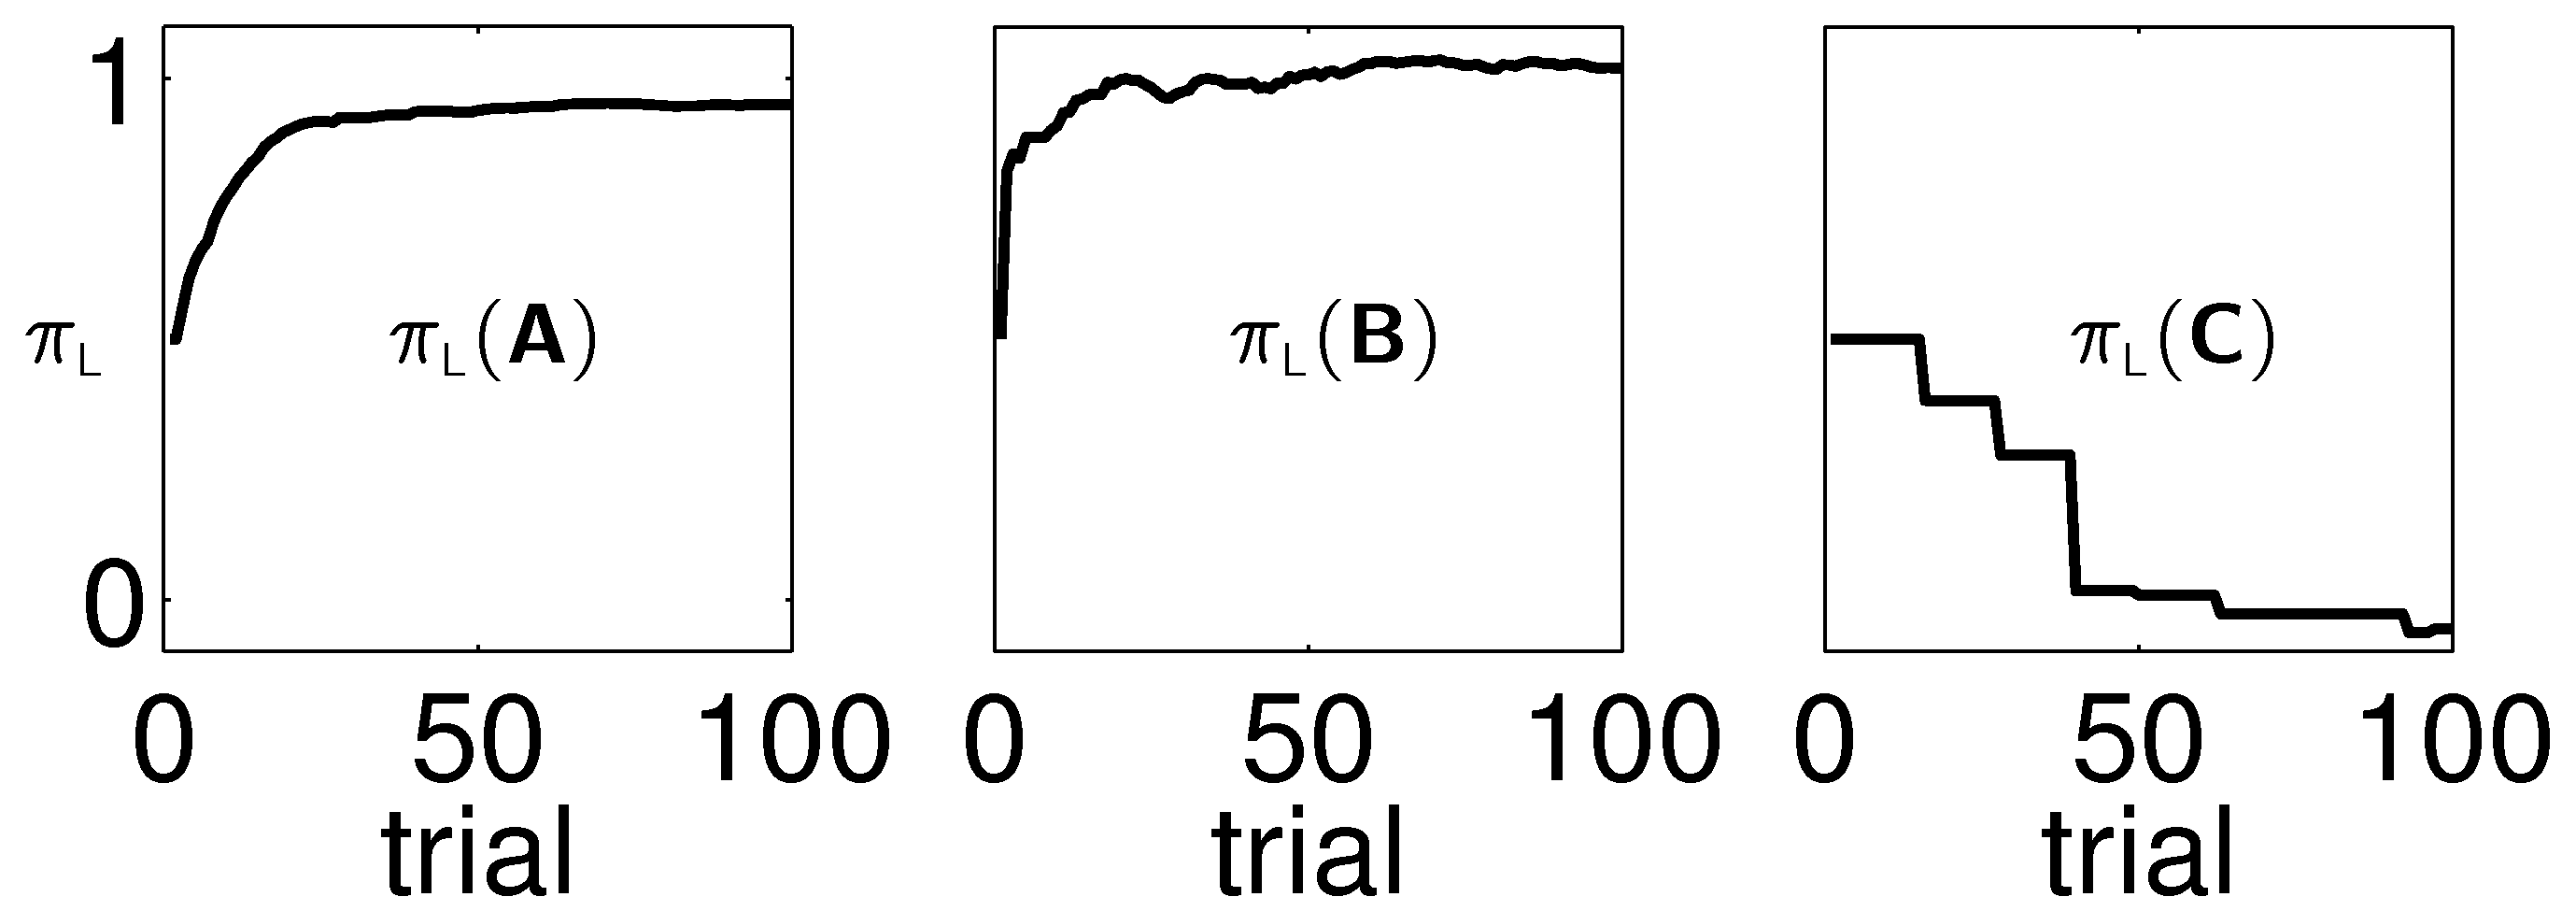 1
π_L π_L(A) π_L(B) π_L(C)
0
0 50 100 0 50 100 0 50 100
trial trial trial